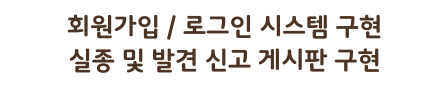 회원가입 / 로그인 시스템 구현
실종 및 발견 신고 게시판 구현